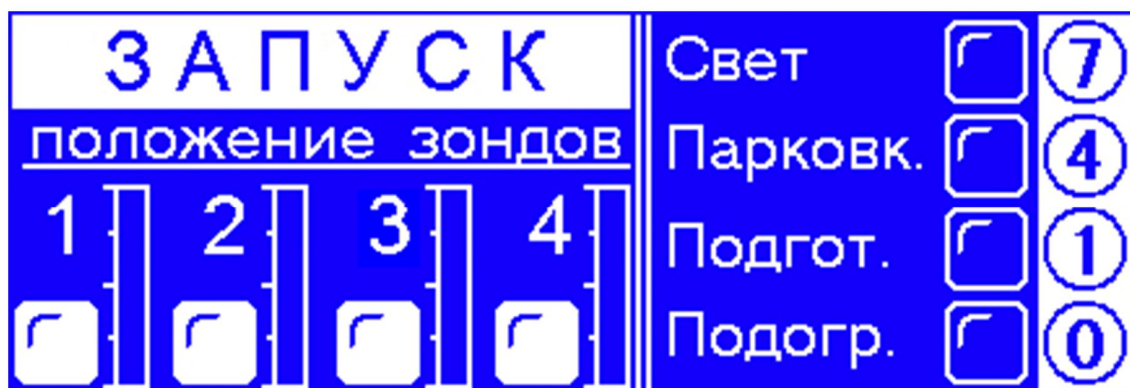 ЗАПУСК
положение зондов
1 2 3 4
Свет 7
Парковк. 4
Подгот. 1
Подогр. 0